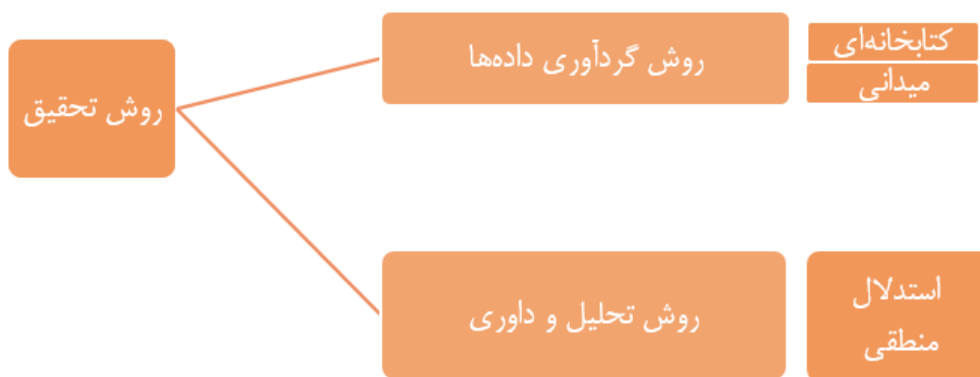 روش تحقیق
روش گردآوری داده‌ها
کتابخانه‌ای
میدانی
روش تحلیل و داوری
استدلال
منطقی